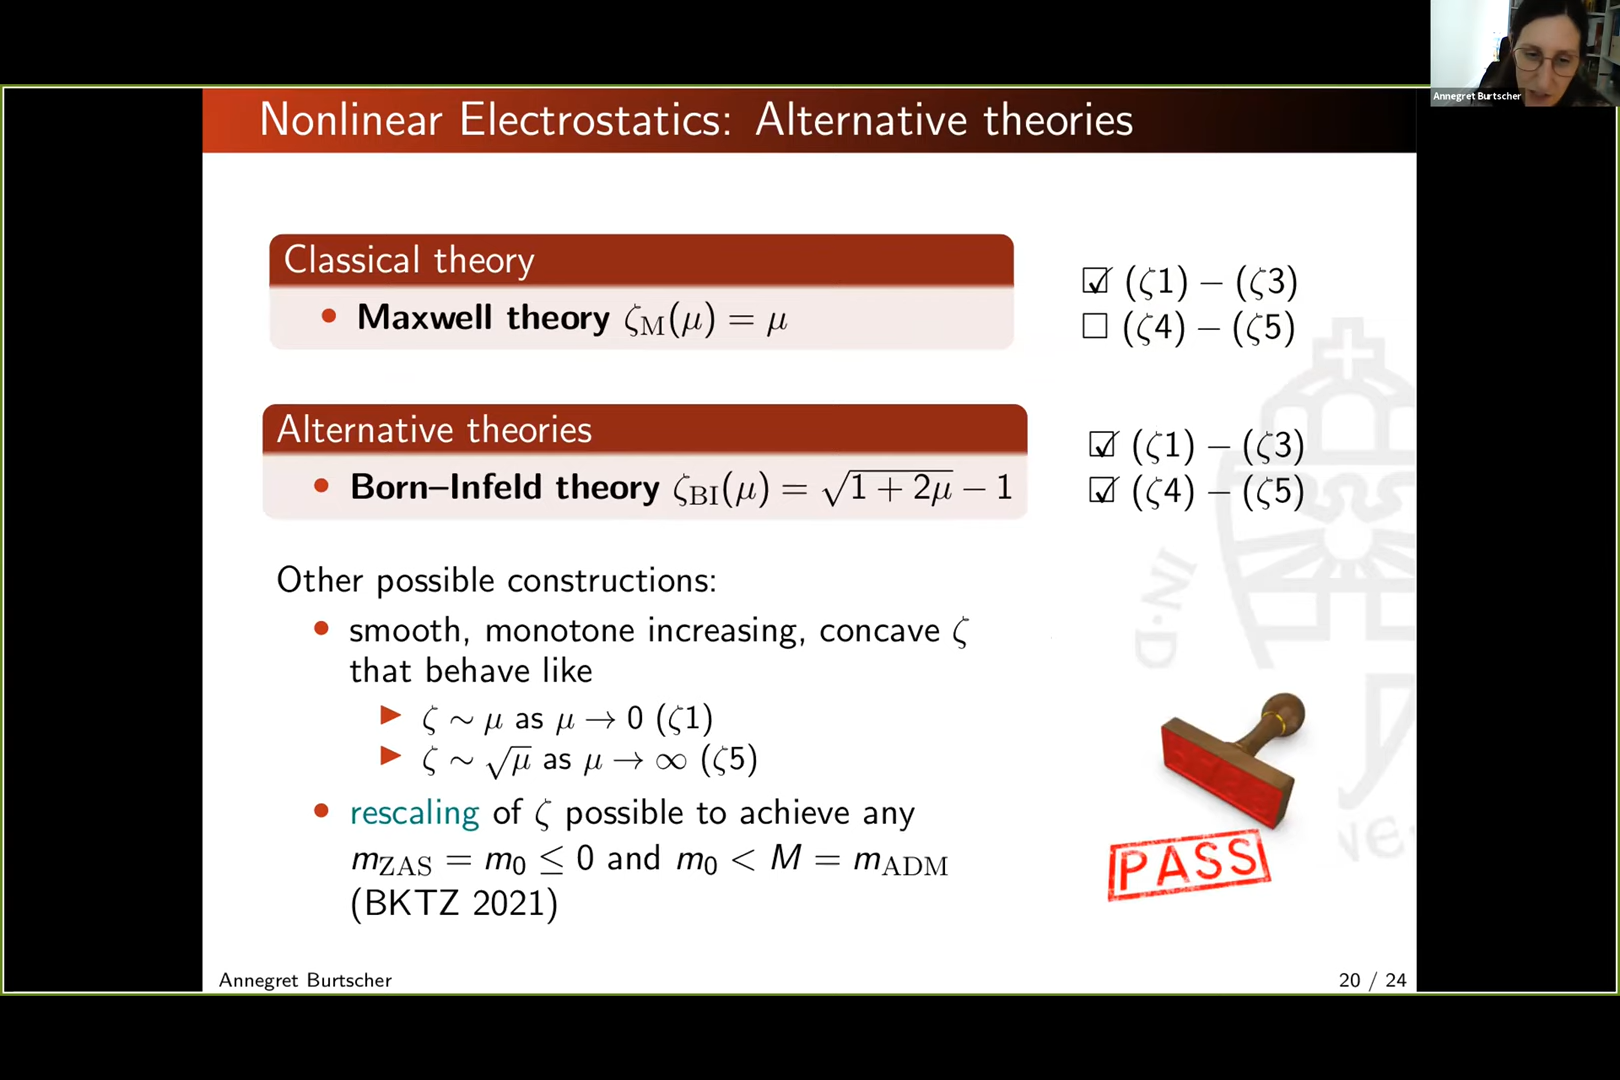 Annegret Burtscher
Nonlinear Electrostatics: Alternative theories
Classical theory
• Maxwell theory ζ_M(μ) = μ
☑ (ζ1) – (ζ3)
☐ (ζ4) – (ζ5)
Alternative theories
• Born–Infeld theory ζ_BI(μ) = √(1 + 2μ) − 1
☑ (ζ1) – (ζ3)
☑ (ζ4) – (ζ5)
Other possible constructions:
• smooth, monotone increasing, concave ζ
that behave like
▶ ζ ∼ μ as μ → 0 (ζ1)
▶ ζ ∼ √μ as μ → ∞ (ζ5)
• rescaling of ζ possible to achieve any
m_ZAS = m_0 ≤ 0 and m_0 < M = m_ADM
(BKTZ 2021)
IN·D
PASS
Annegret Burtscher
20 / 24